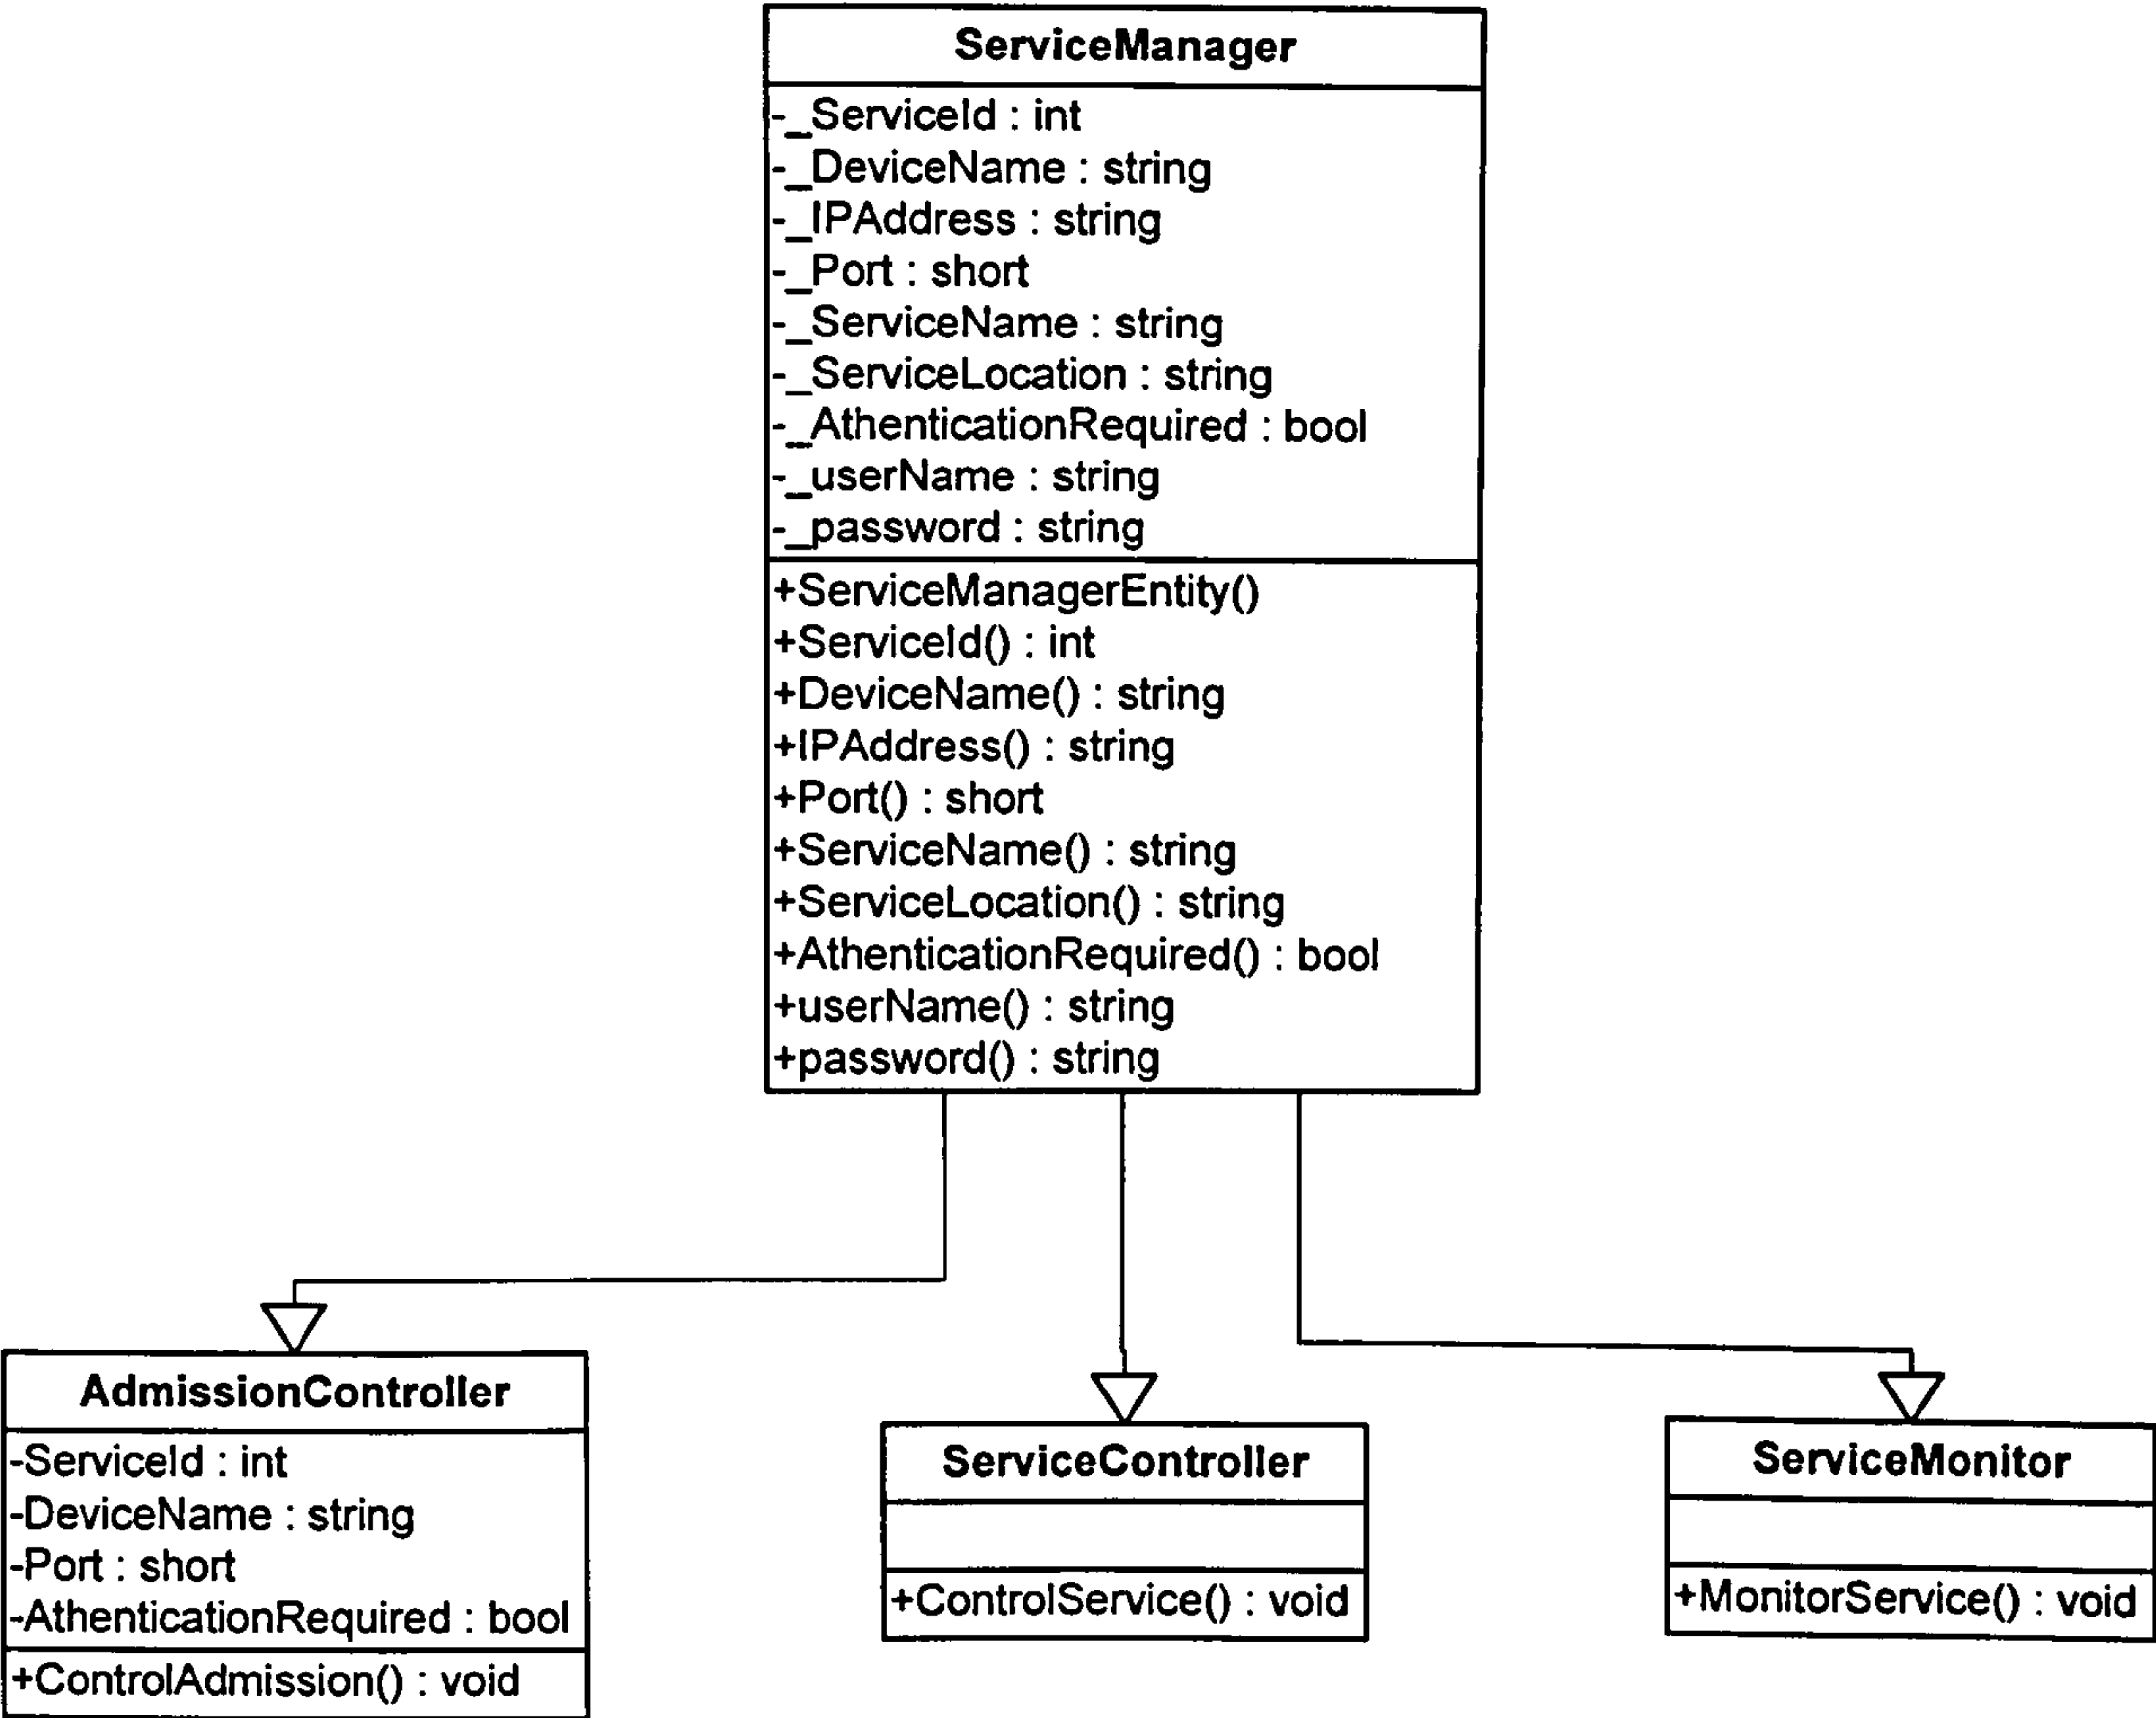 ServiceManager
-_ServiceId : int
-_DeviceName : string
-_IPAddress : string
-_Port : short
-_ServiceName : string
-_ServiceLocation : string
-_AthenticationRequired : bool
-_userName : string
-_password : string
+ServiceManagerEntity()
+ServiceId() : int
+DeviceName() : string
+IPAddress() : string
+Port() : short
+ServiceName() : string
+ServiceLocation() : string
+AthenticationRequired() : bool
+userName() : string
+password() : string
AdmissionController
-ServiceId : int
-DeviceName : string
-Port : short
-AthenticationRequired : bool
+ControlAdmission() : void
ServiceController
+ControlService() : void
ServiceMonitor
+MonitorService() : void